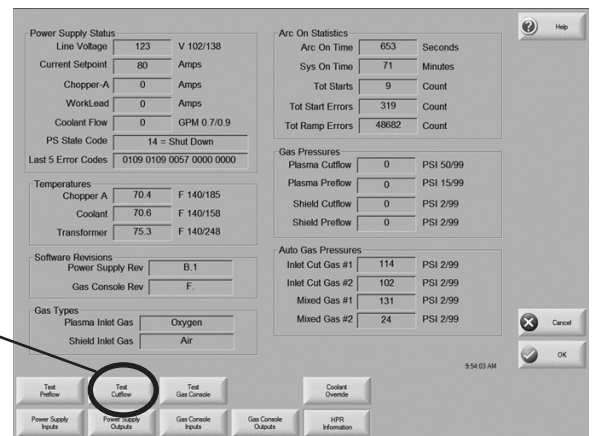 Power Supply Status
Line Voltage 123 V 102/138
Current Setpoint 80 Amps
Chopper-A 0 Amps
WorkLead 0 Amps
Coolant Flow 0 GPM 0.7/0.9
PS State Code 14 = Shut Down
Last 5 Error Codes 0109 0109 0057 0000 0000
Temperatures
Chopper A 70.4 F 140/185
Coolant 70.6 F 140/158
Transformer 75.3 F 140/248
Software Revisions
Power Supply Rev B.1
Gas Console Rev F.
Gas Types
Plasma Inlet Gas Oxygen
Shield Inlet Gas Air
Arc On Statistics
Arc On Time 653 Seconds
Sys On Time 71 Minutes
Tot Starts 9 Count
Tot Start Errors 319 Count
Tot Ramp Errors 48682 Count
Gas Pressures
Plasma Cutflow 0 PSI 50/99
Plasma Preflow 0 PSI 15/99
Shield Cutflow 0 PSI 2/99
Shield Preflow 0 PSI 2/99
Auto Gas Pressures
Inlet Cut Gas #1 114 PSI 2/99
Inlet Cut Gas #2 102 PSI 2/99
Mixed Gas #1 131 PSI 2/99
Mixed Gas #2 24 PSI 2/99
Help
Cancel
OK
9:54:03 AM
Test Preflow
Test Cutflow
Test Gas Console
Coolant Override
Power Supply Inputs
Power Supply Outputs
Gas Console Inputs
Gas Console Outputs
HPR Information